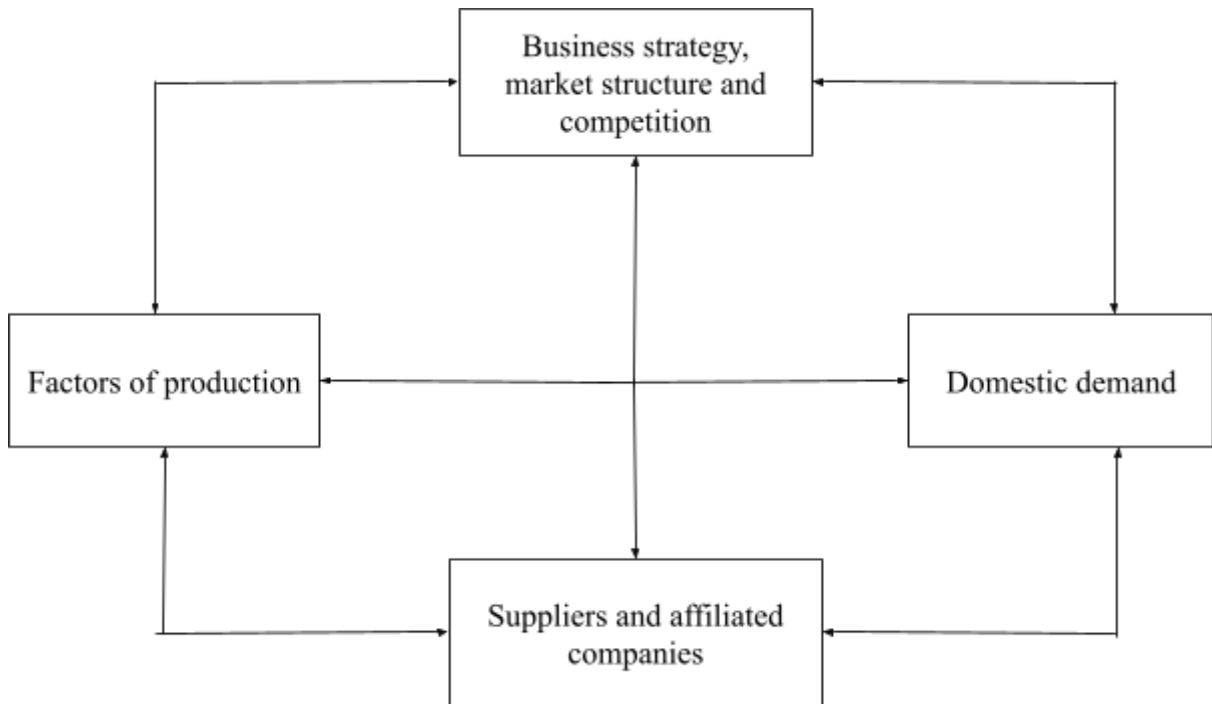 Business strategy,
market structure and
competition
Factors of production
Domestic demand
Suppliers and affiliated
companies